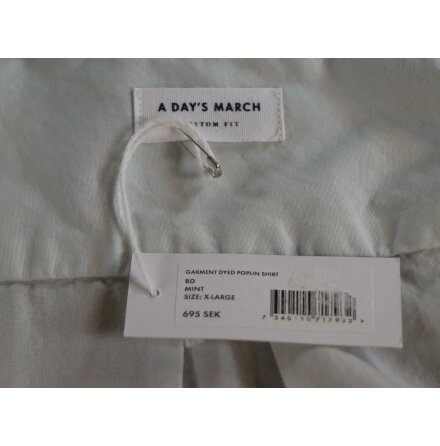 A DAY'S MARCH
CUSTOM FIT
GARMENT DYED POPLIN SHIRT
BD
MINT
SIZE: X-LARGE
695 SEK